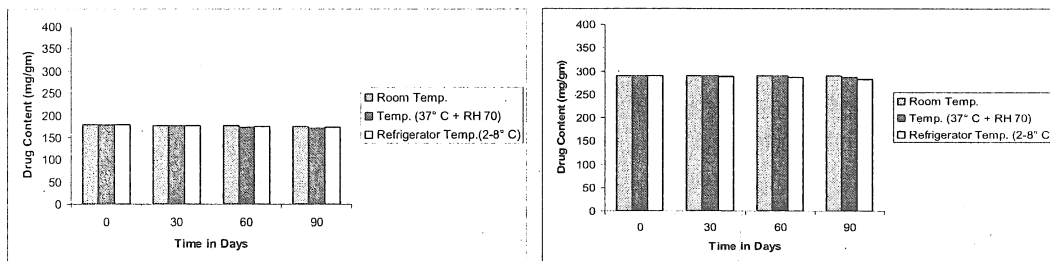 400
350
300
250
200
150
100
50
0
Drug Content (mg/gm)
0 30 60 90
Time in Days
Room Temp.
Temp. (37° C + RH 70)
Refrigerator Temp.(2-8° C)
400
350
300
250
200
150
100
50
0
Drug Content (mg/gm)
0 30 60 90
Time in Days
Room Temp.
Temp. (37° C + RH 70)
Refrigerator Temp. (2-8° C)